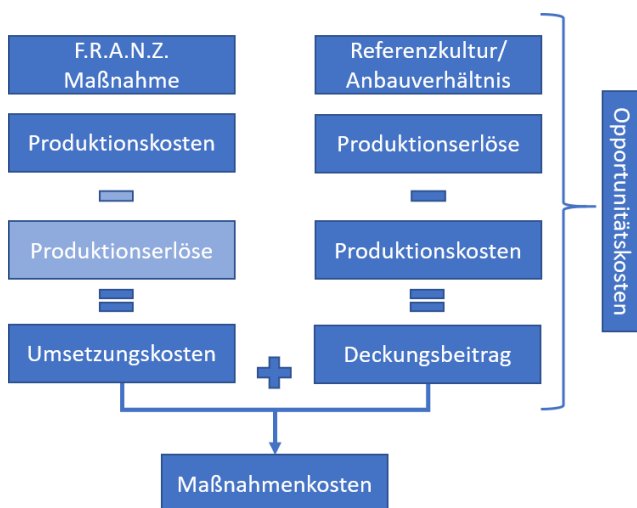 F.R.A.N.Z.
Maßnahme
Referenzkultur/
Anbauverhältnis
Produktionskosten
Produktionserlöse
Produktionserlöse
Produktionskosten
Umsetzungskosten
Deckungsbeitrag
Maßnahmenkosten
Opportunitätskosten